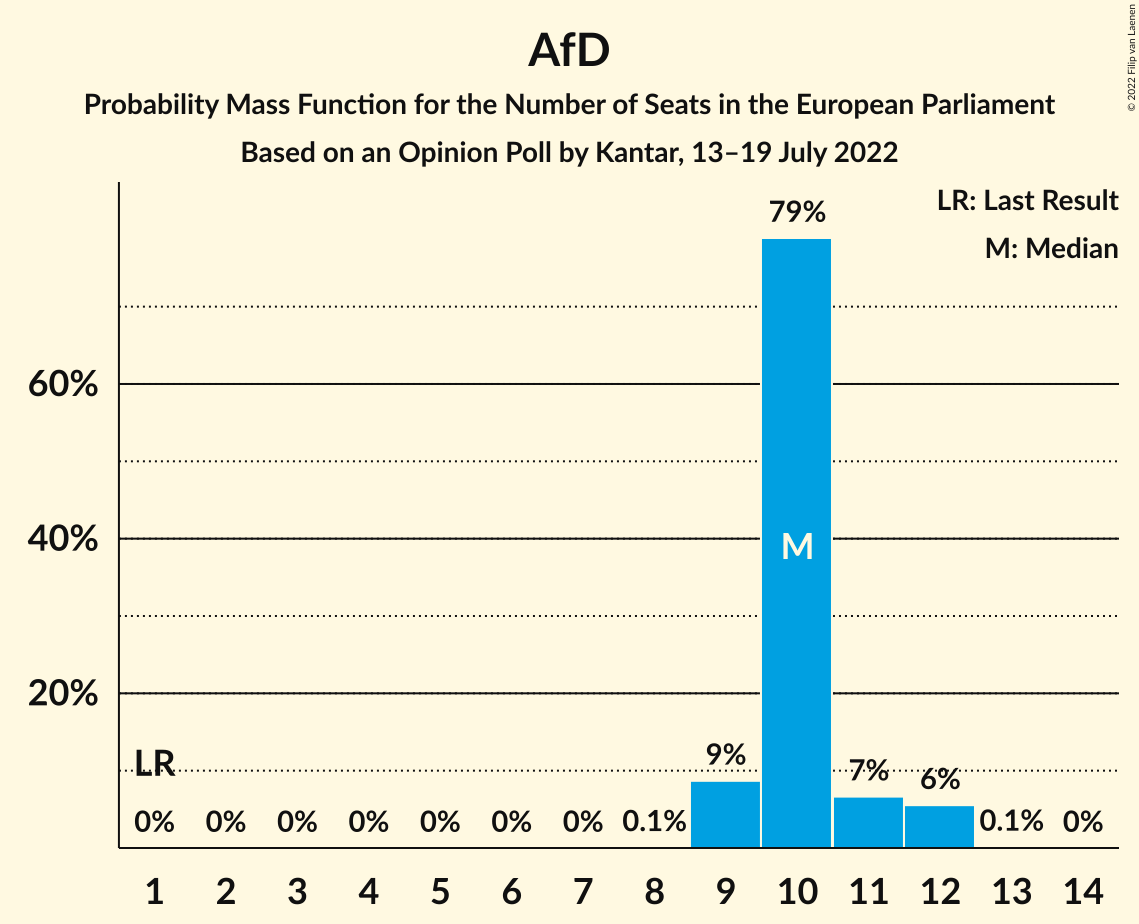 AfD
Probability Mass Function for the Number of Seats in the European Parliament
Based on an Opinion Poll by Kantar, 13–19 July 2022
© 2022 Filip van Laenen
LR: Last Result
M: Median
79%
60%
40%
M
20%
LR
9%
7%
6%
0% 0% 0% 0% 0% 0% 0% 0.1% 0.1% 0%
1 2 3 4 5 6 7 8 9 10 11 12 13 14